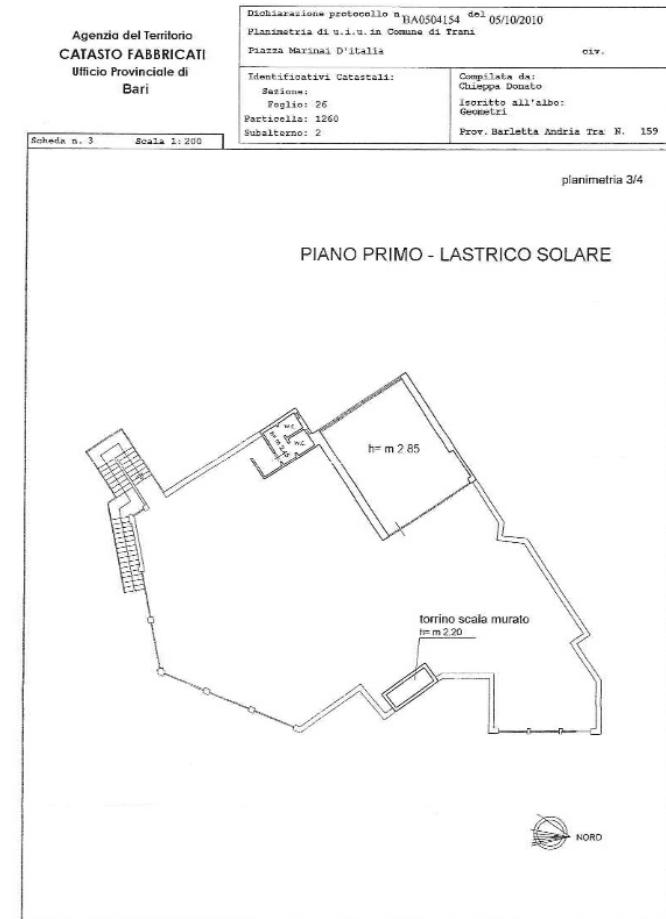 Agenzia del Territorio
CATASTO FABBRICATI
Ufficio Provinciale di
Bari
Dichiarazione protocollo n. BA0504154 del 05/10/2010
Planimetria di u.i.u. in Comune di Trani
Piazza Marinai D'italia civ.
Identificativi Catastali:
Sezione:
Foglio: 26
Particella: 1260
Subalterno: 2
Compilata da:
Chieppa Donato
Iscritto all'albo:
Geometri
Prov. Barletta Andria Tra N. 159
Scheda n. 3 Scala 1: 200
planimetria 3/4
PIANO PRIMO - LASTRICO SOLARE
W.C.
W.C.
h= m 2.45
h= m 2.85
torrino scala murato
h= m 2.20
NORD